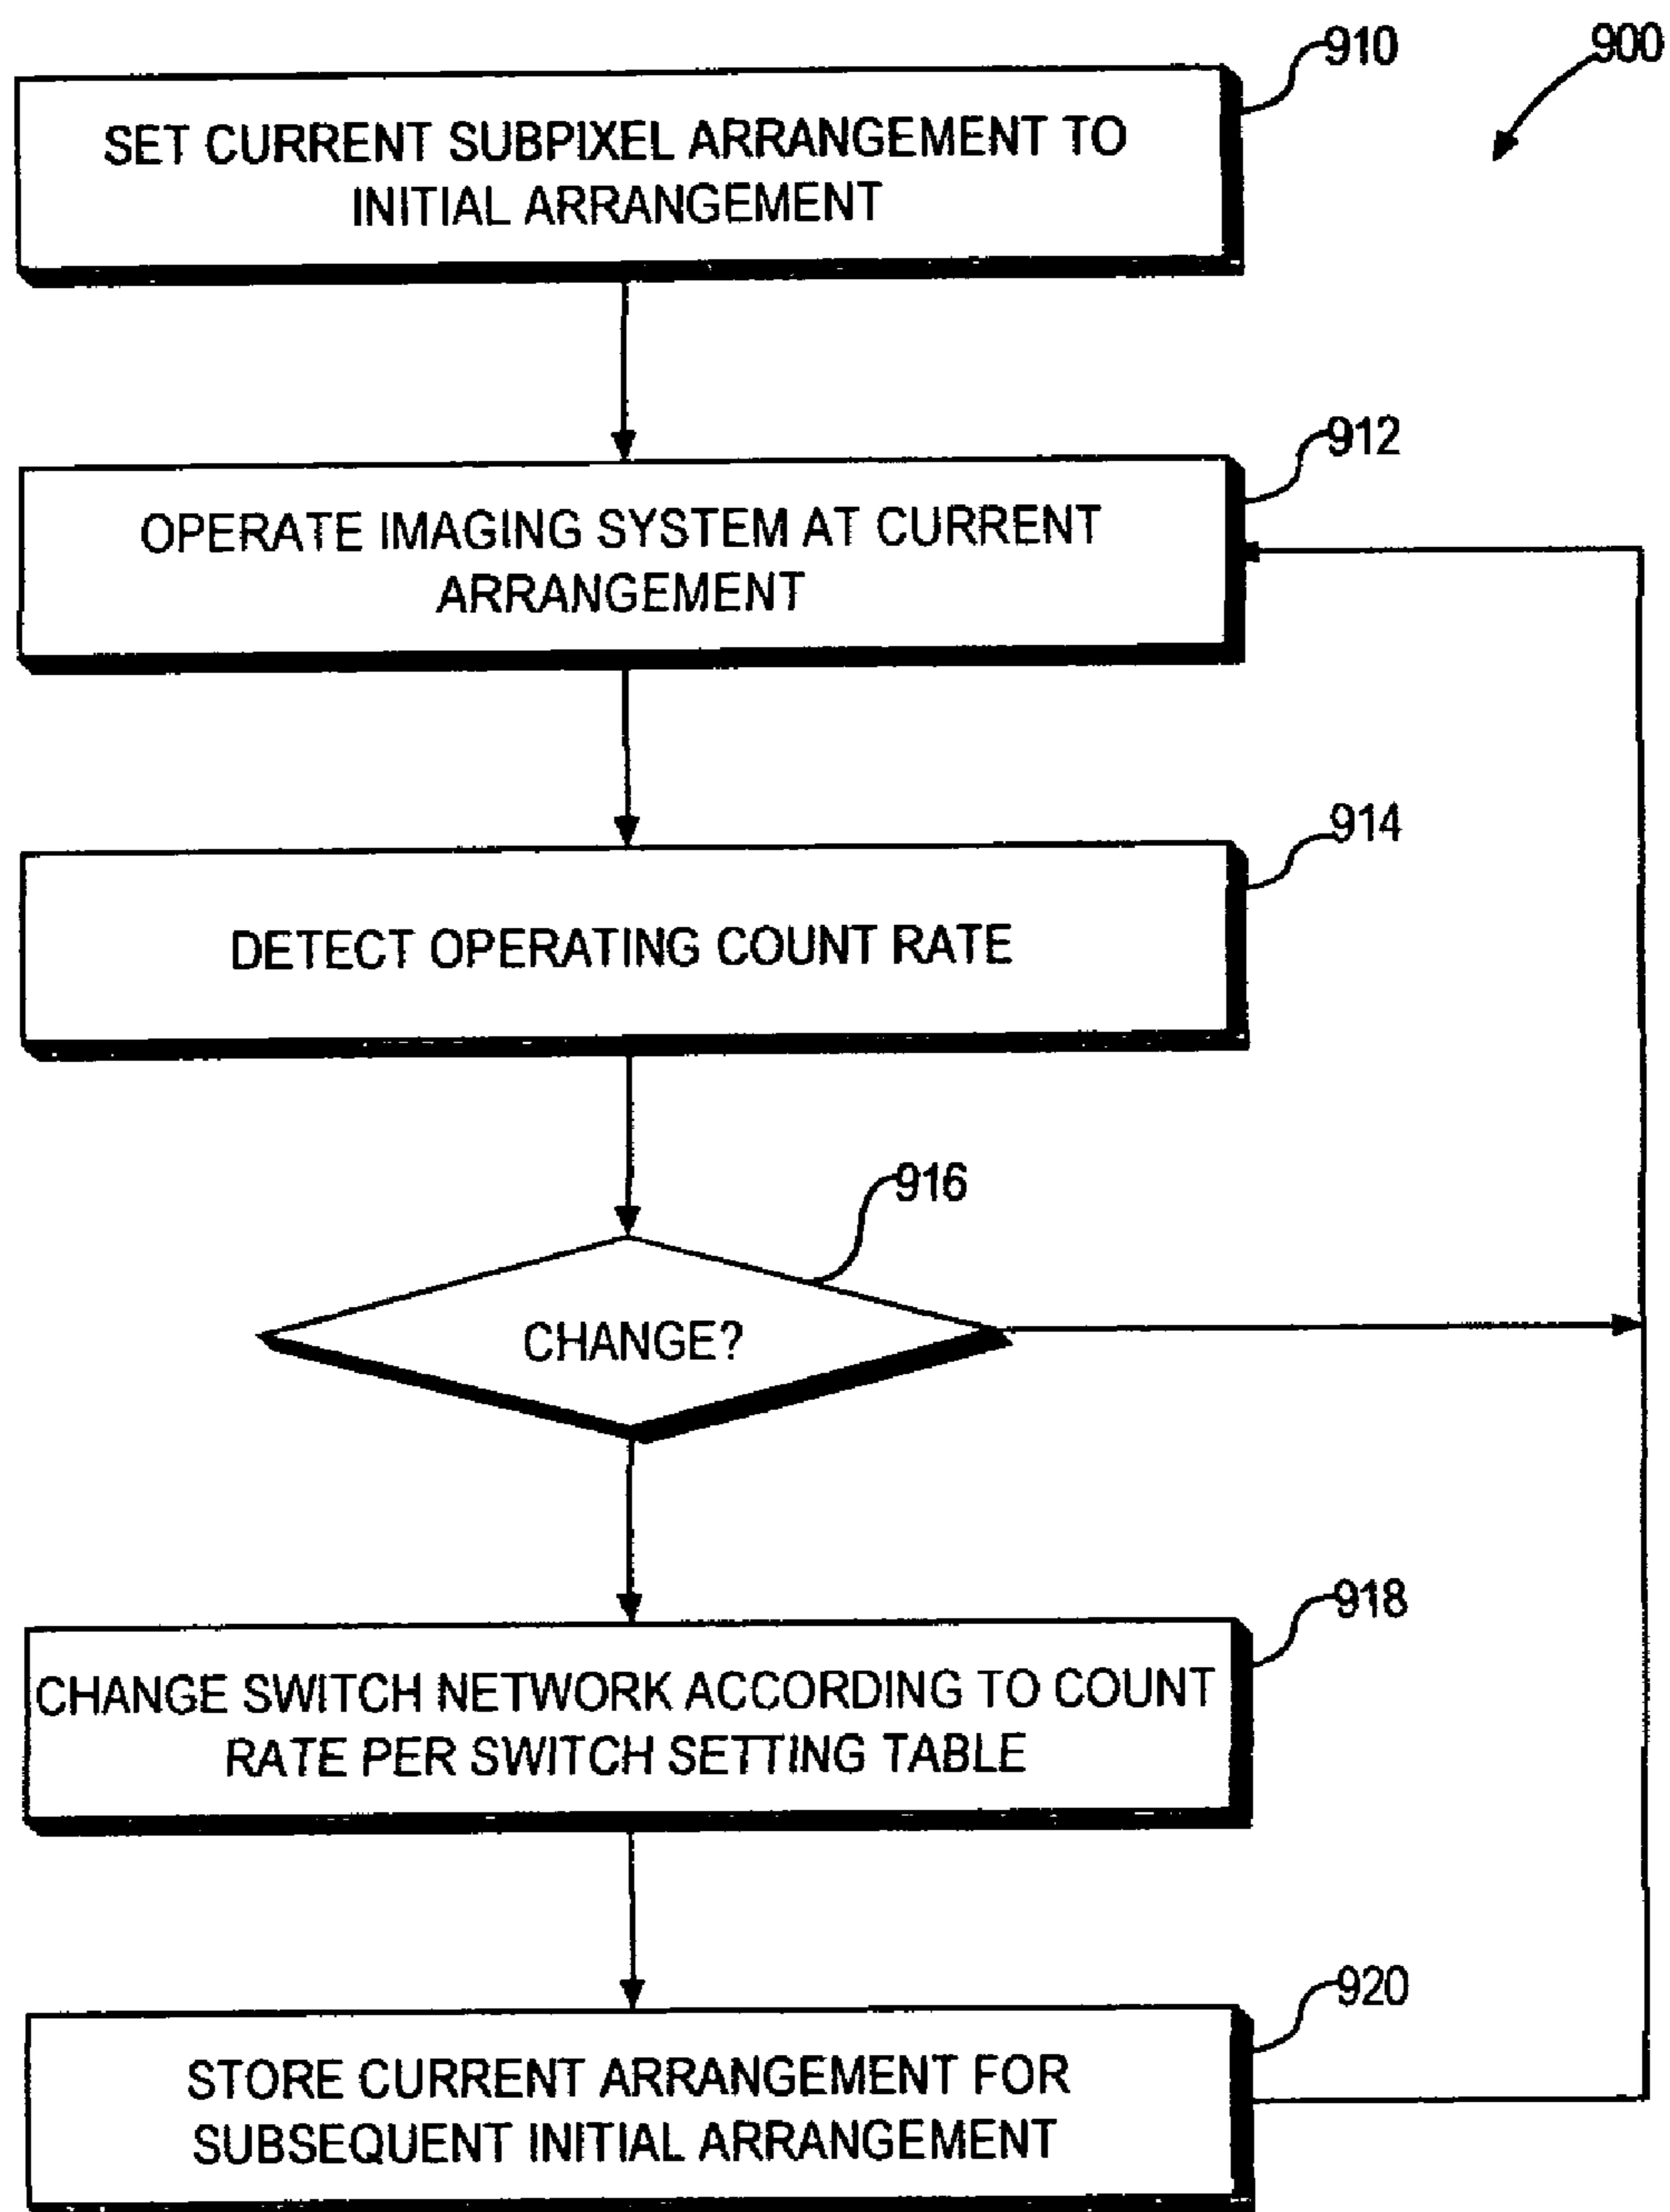 900
910
SET CURRENT SUBPIXEL ARRANGEMENT TO
INITIAL ARRANGEMENT
912
OPERATE IMAGING SYSTEM AT CURRENT
ARRANGEMENT
914
DETECT OPERATING COUNT RATE
916
CHANGE?
918
CHANGE SWITCH NETWORK ACCORDING TO COUNT
RATE PER SWITCH SETTING TABLE
920
STORE CURRENT ARRANGEMENT FOR
SUBSEQUENT INITIAL ARRANGEMENT